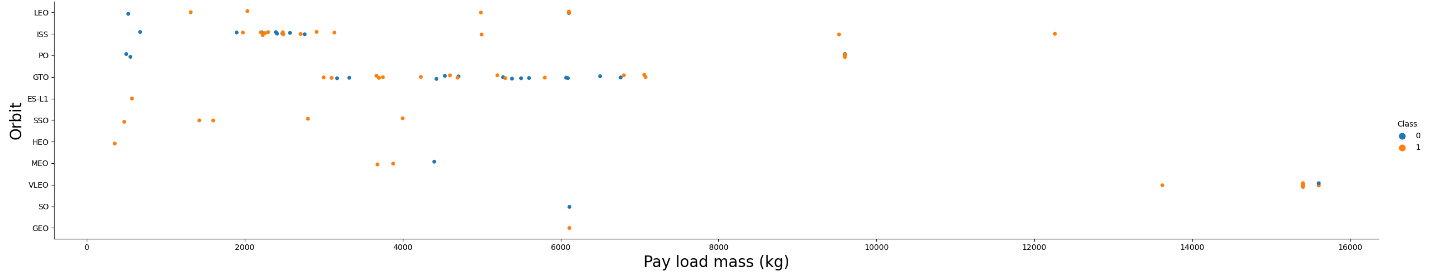 Orbit
LEO
ISS
PO
GTO
ES-L1
SSO
HEO
MEO
VLEO
SO
GEO
0 2000 4000 6000 8000 10000 12000 14000 16000
Pay load mass (kg)
Class
0
1